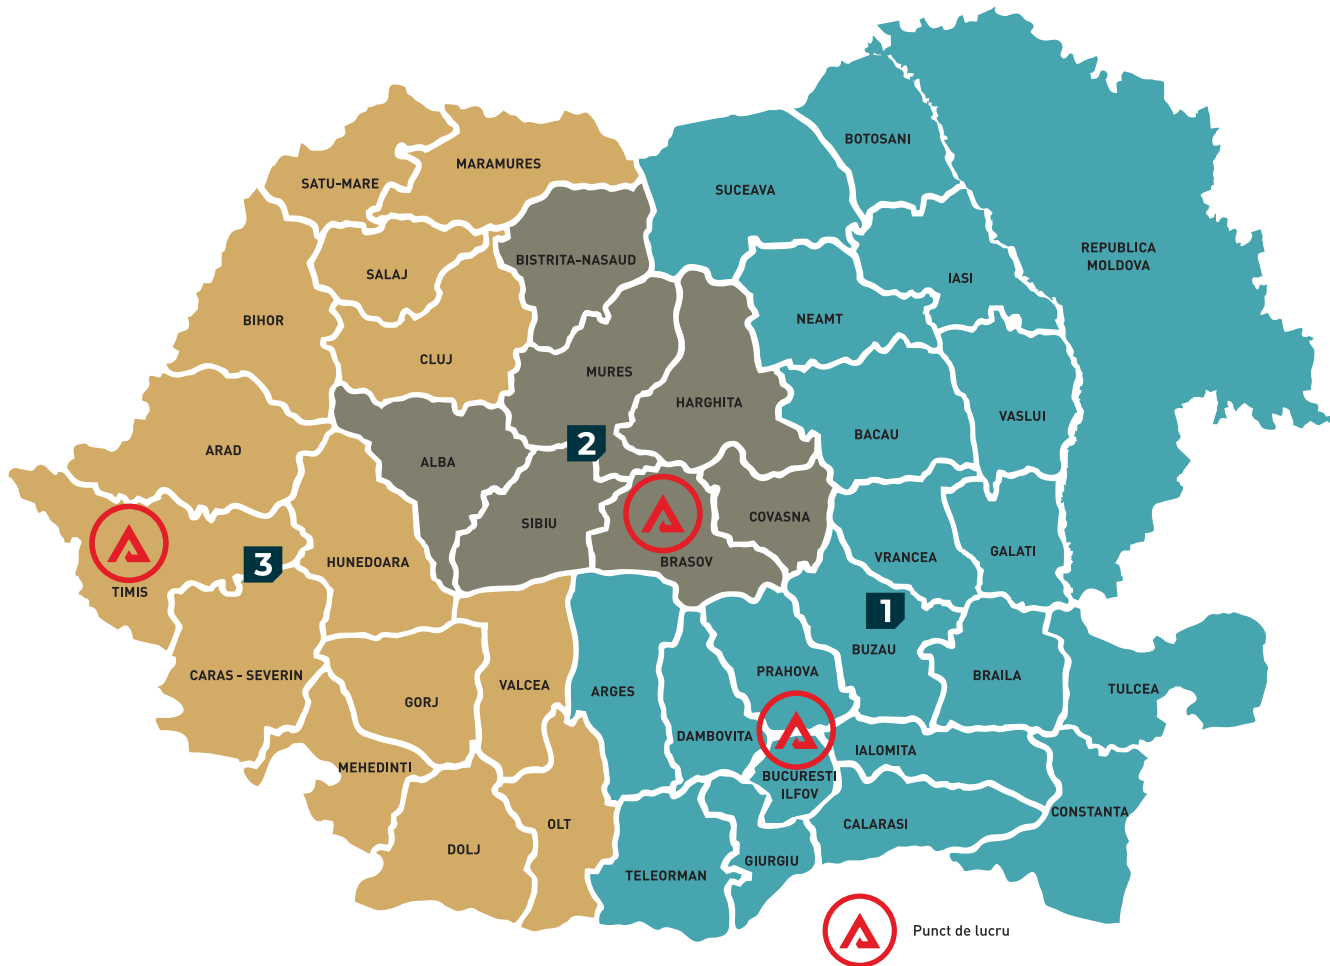 BOTOSANI
MARAMURES
SATU-MARE
SUCEAVA
REPUBLICA
MOLDOVA
BISTRITA-NASAUD
SALAJ
IASI
BIHOR
NEAMT
CLUJ
MURES
HARGHITA
VASLUI
BACAU
ARAD
2
ALBA
COVASNA
SIBIU
GALATI
VRANCEA
3
HUNEDOARA
BRASOV
TIMIS
1
BUZAU
PRAHOVA
CARAS - SEVERIN
BRAILA
VALCEA
ARGES
TULCEA
GORJ
DAMBOVITA
IALOMITA
MEHEDINTI
BUCURESTI
ILFOV
CONSTANTA
OLT
CALARASI
DOLJ
GIURGIU
TELEORMAN
Punct de lucru